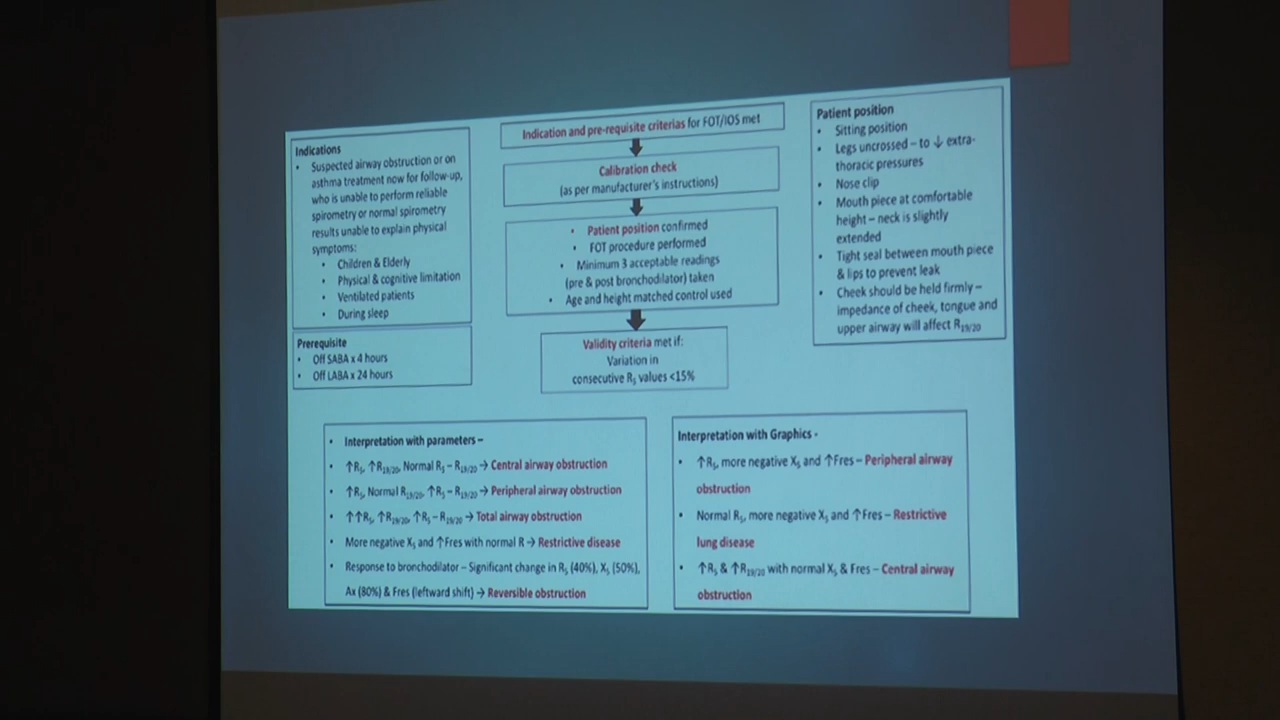 Indications
• Suspected airway obstruction or on
asthma treatment now for follow-up,
who is unable to perform reliable
spirometry or normal spirometry
results unable to explain physical
symptoms:
• Children & Elderly
• Physical & cognitive limitation
• Ventilated patients
• During sleep
Prerequisite
• Off SABA x 4 hours
• Off LABA x 24 hours
Indication and pre-requisite criterias for FOT/IOS met
Calibration check
(as per manufacturer's instructions)
• Patient position confirmed
• FOT procedure performed
• Minimum 3 acceptable readings
(pre & post bronchodilator) taken
• Age and height matched control used
Validity criteria met if:
Variation in
consecutive R5 values <15%
Patient position
• Sitting position
• Legs uncrossed – to ↓ extra-
thoracic pressures
• Nose clip
• Mouth piece at comfortable
height – neck is slightly
extended
• Tight seal between mouth piece
& lips to prevent leak
• Cheek should be held firmly –
impedance of cheek, tongue and
upper airway will affect R19/20
• Interpretation with parameters –
• ↑R5, ↑R19/20, Normal R5 – R19/20 → Central airway obstruction
• ↑R5, Normal R19/20, ↑R5 – R19/20 → Peripheral airway obstruction
• ↑↑R5, ↑R19/20, ↑R5 – R19/20 → Total airway obstruction
• More negative X5 and ↑Fres with normal R → Restrictive disease
• Response to bronchodilator – Significant change in R5 (40%), X5 (50%),
Ax (80%) & Fres (leftward shift) → Reversible obstruction
Interpretation with Graphics -
• ↑R5, more negative X5 and ↑Fres – Peripheral airway
obstruction
• Normal R5, more negative X5 and ↑Fres – Restrictive
lung disease
• ↑R5 & ↑R19/20 with normal X5 & Fres – Central airway
obstruction